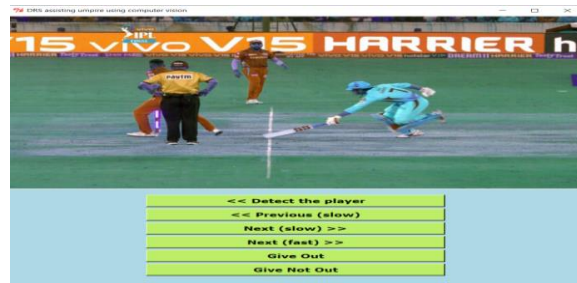 DRS assisting umpire using computer vision
IPL
15 vivo V15 HARRIER h
PAYTM
<< Detect the player
<< Previous (slow)
Next (slow) >>
Next (fast) >>
Give Out
Give Not Out